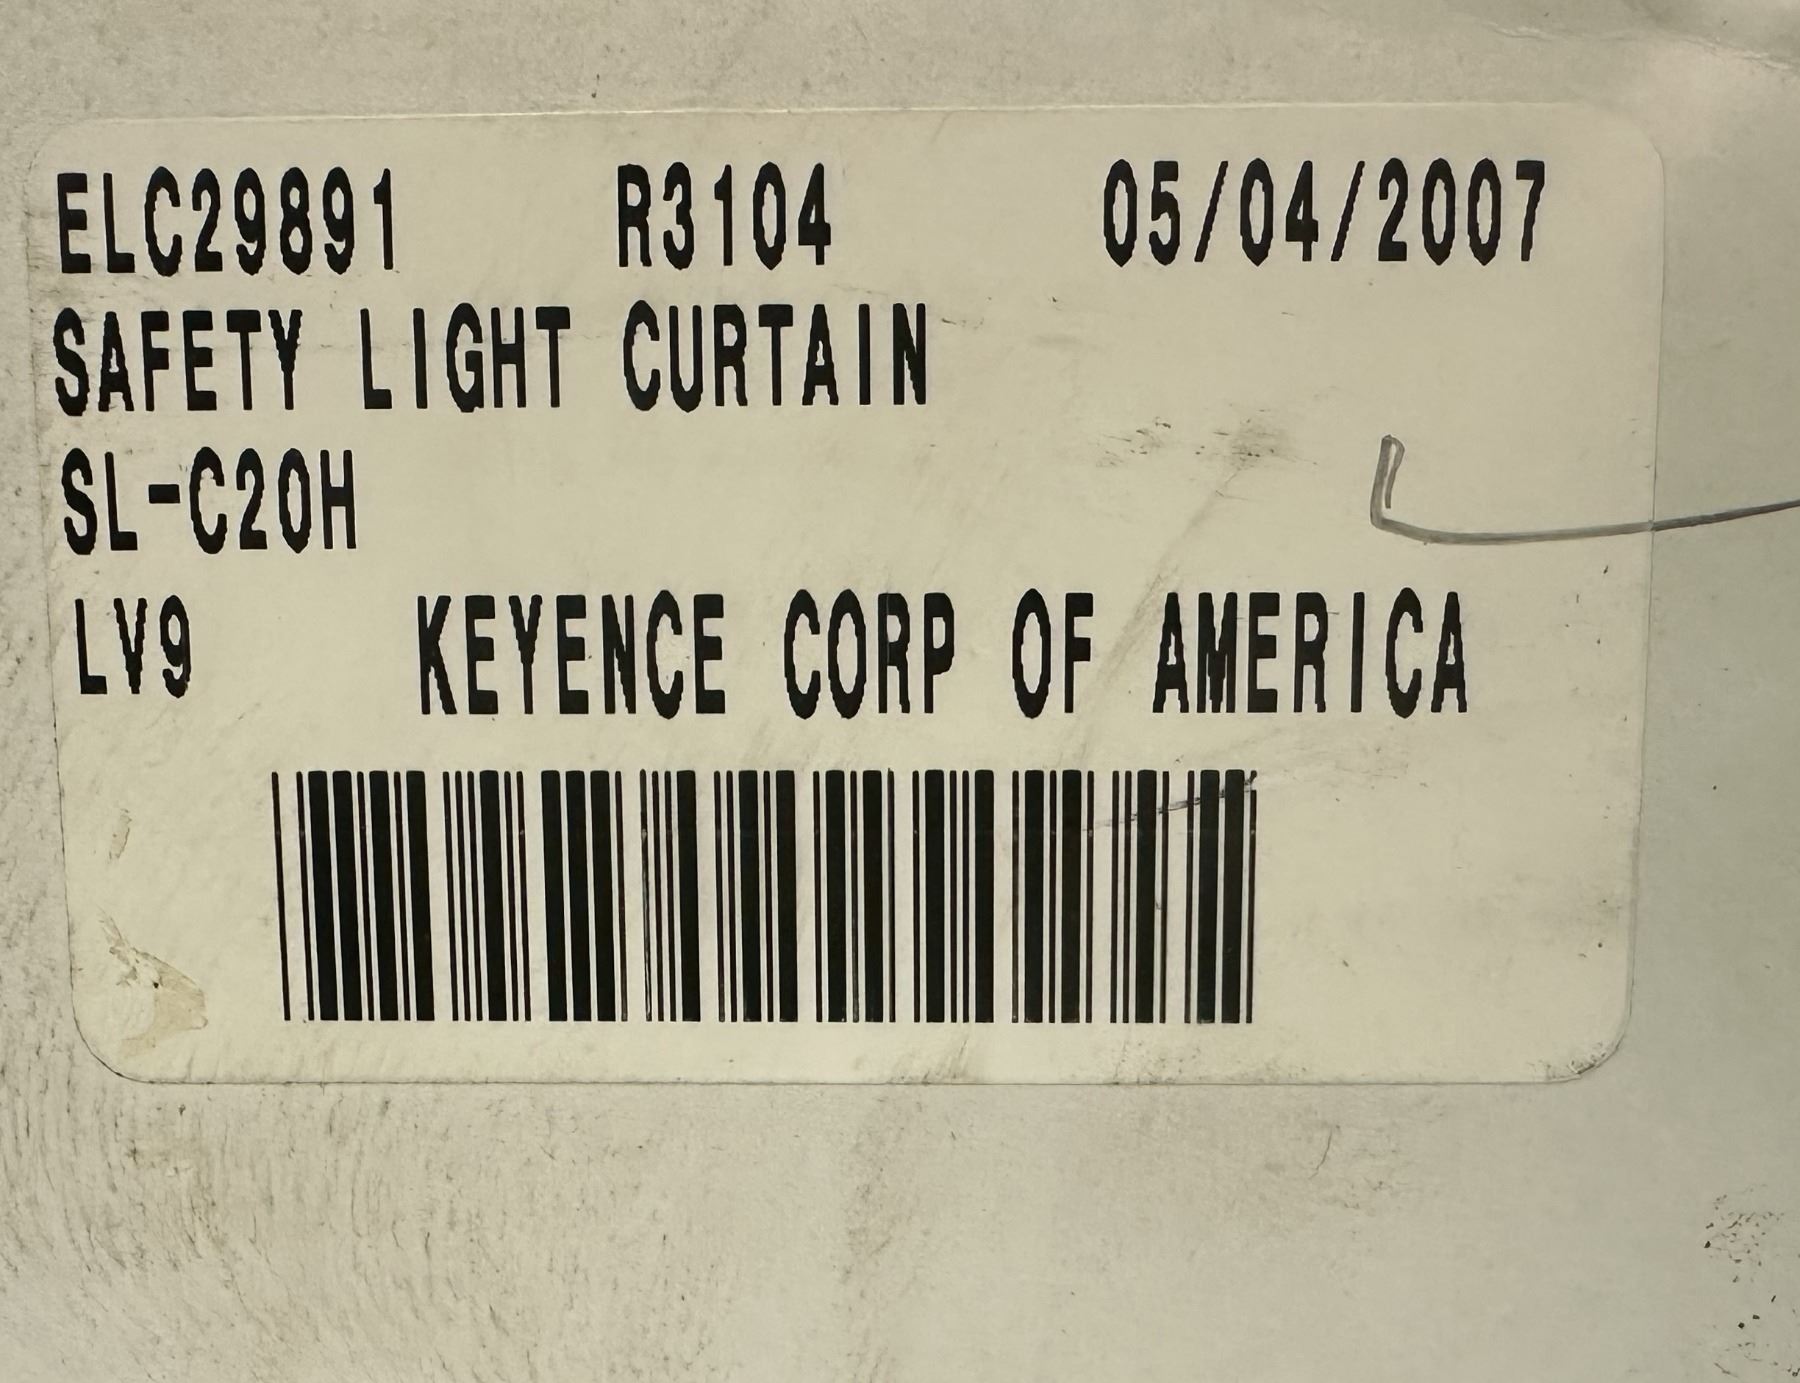 ELC29891 R3104 05/04/2007
SAFETY LIGHT CURTAIN
SL-C20H
LV9 KEYENCE CORP OF AMERICA